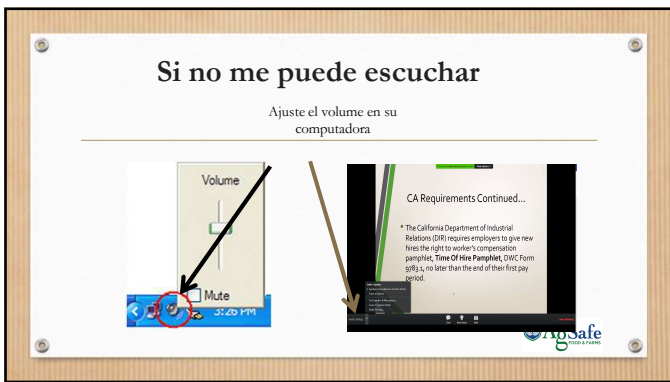 Si no me puede escuchar
Ajuste el volume en su
computadora
Volume
Mute
3:26 PM
CA Requirements Continued...
* The California Department of Industrial
Relations (DIR) requires employers to give new
hires the right to worker's compensation
pamphlet, Time Of Hire Pamphlet, DWC Form
9783.1, no later than the end of their first pay
period.
AgSafe
FOOD & FARMS